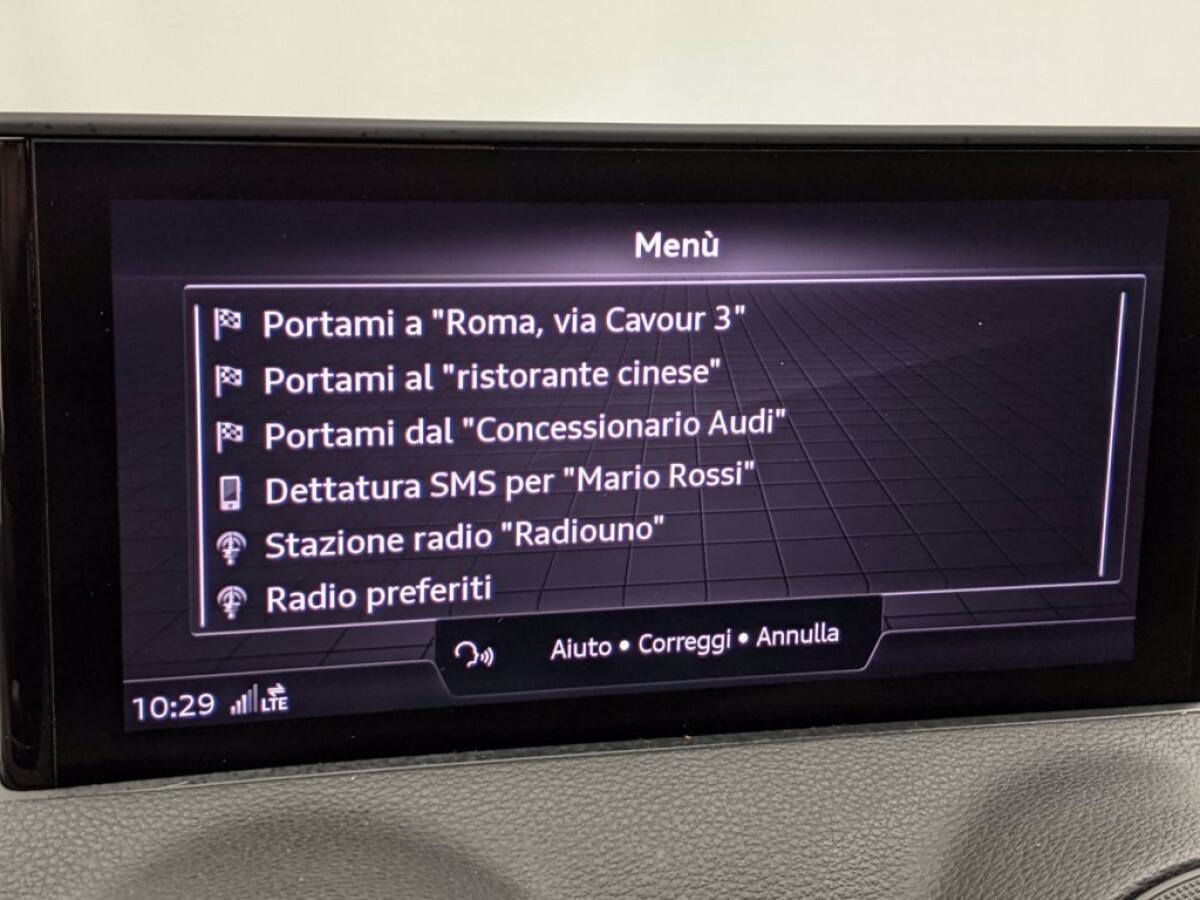 Menù
Portami a "Roma, via Cavour 3"
Portami al "ristorante cinese"
Portami dal "Concessionario Audi"
Dettatura SMS per "Mario Rossi"
Stazione radio "Radiouno"
Radio preferiti
Aiuto • Correggi • Annulla
10:29 LTE